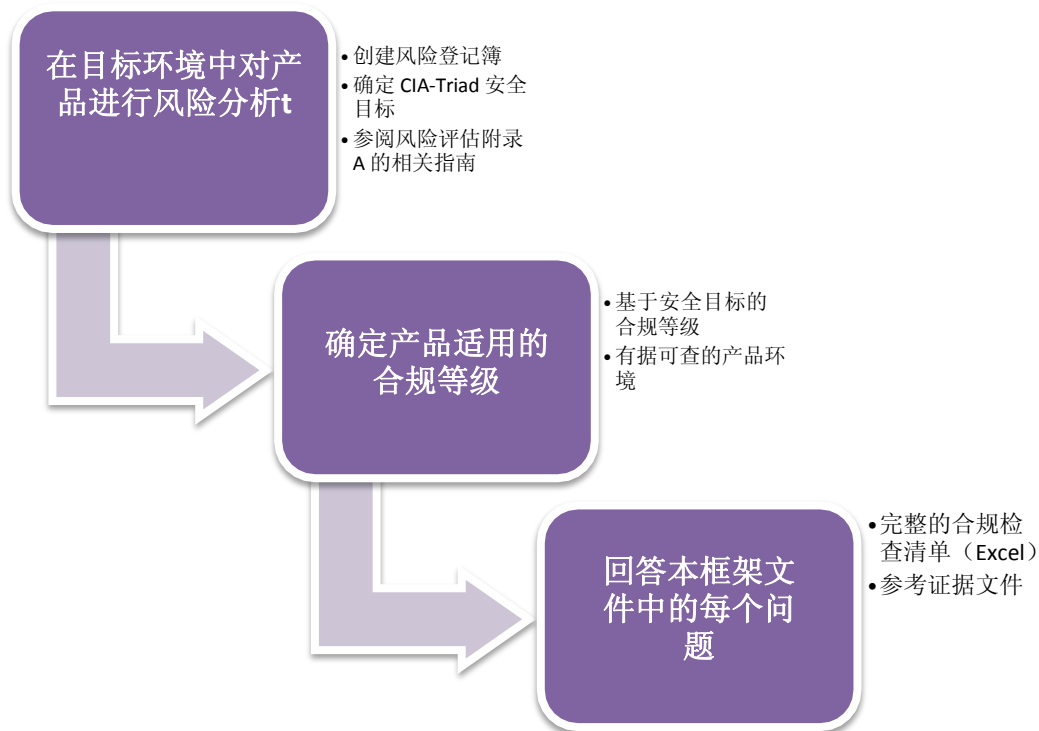 在目标环境中对产
品进行风险分析t
•创建风险登记簿
•确定 CIA-Triad 安全
目标
•参阅风险评估附录
A 的相关指南
确定产品适用的
合规等级
•基于安全目标的
合规等级
•有据可查的产品环
境
回答本框架文
件中的每个问
题
•完整的合规检
查清单（Excel）
•参考证据文件